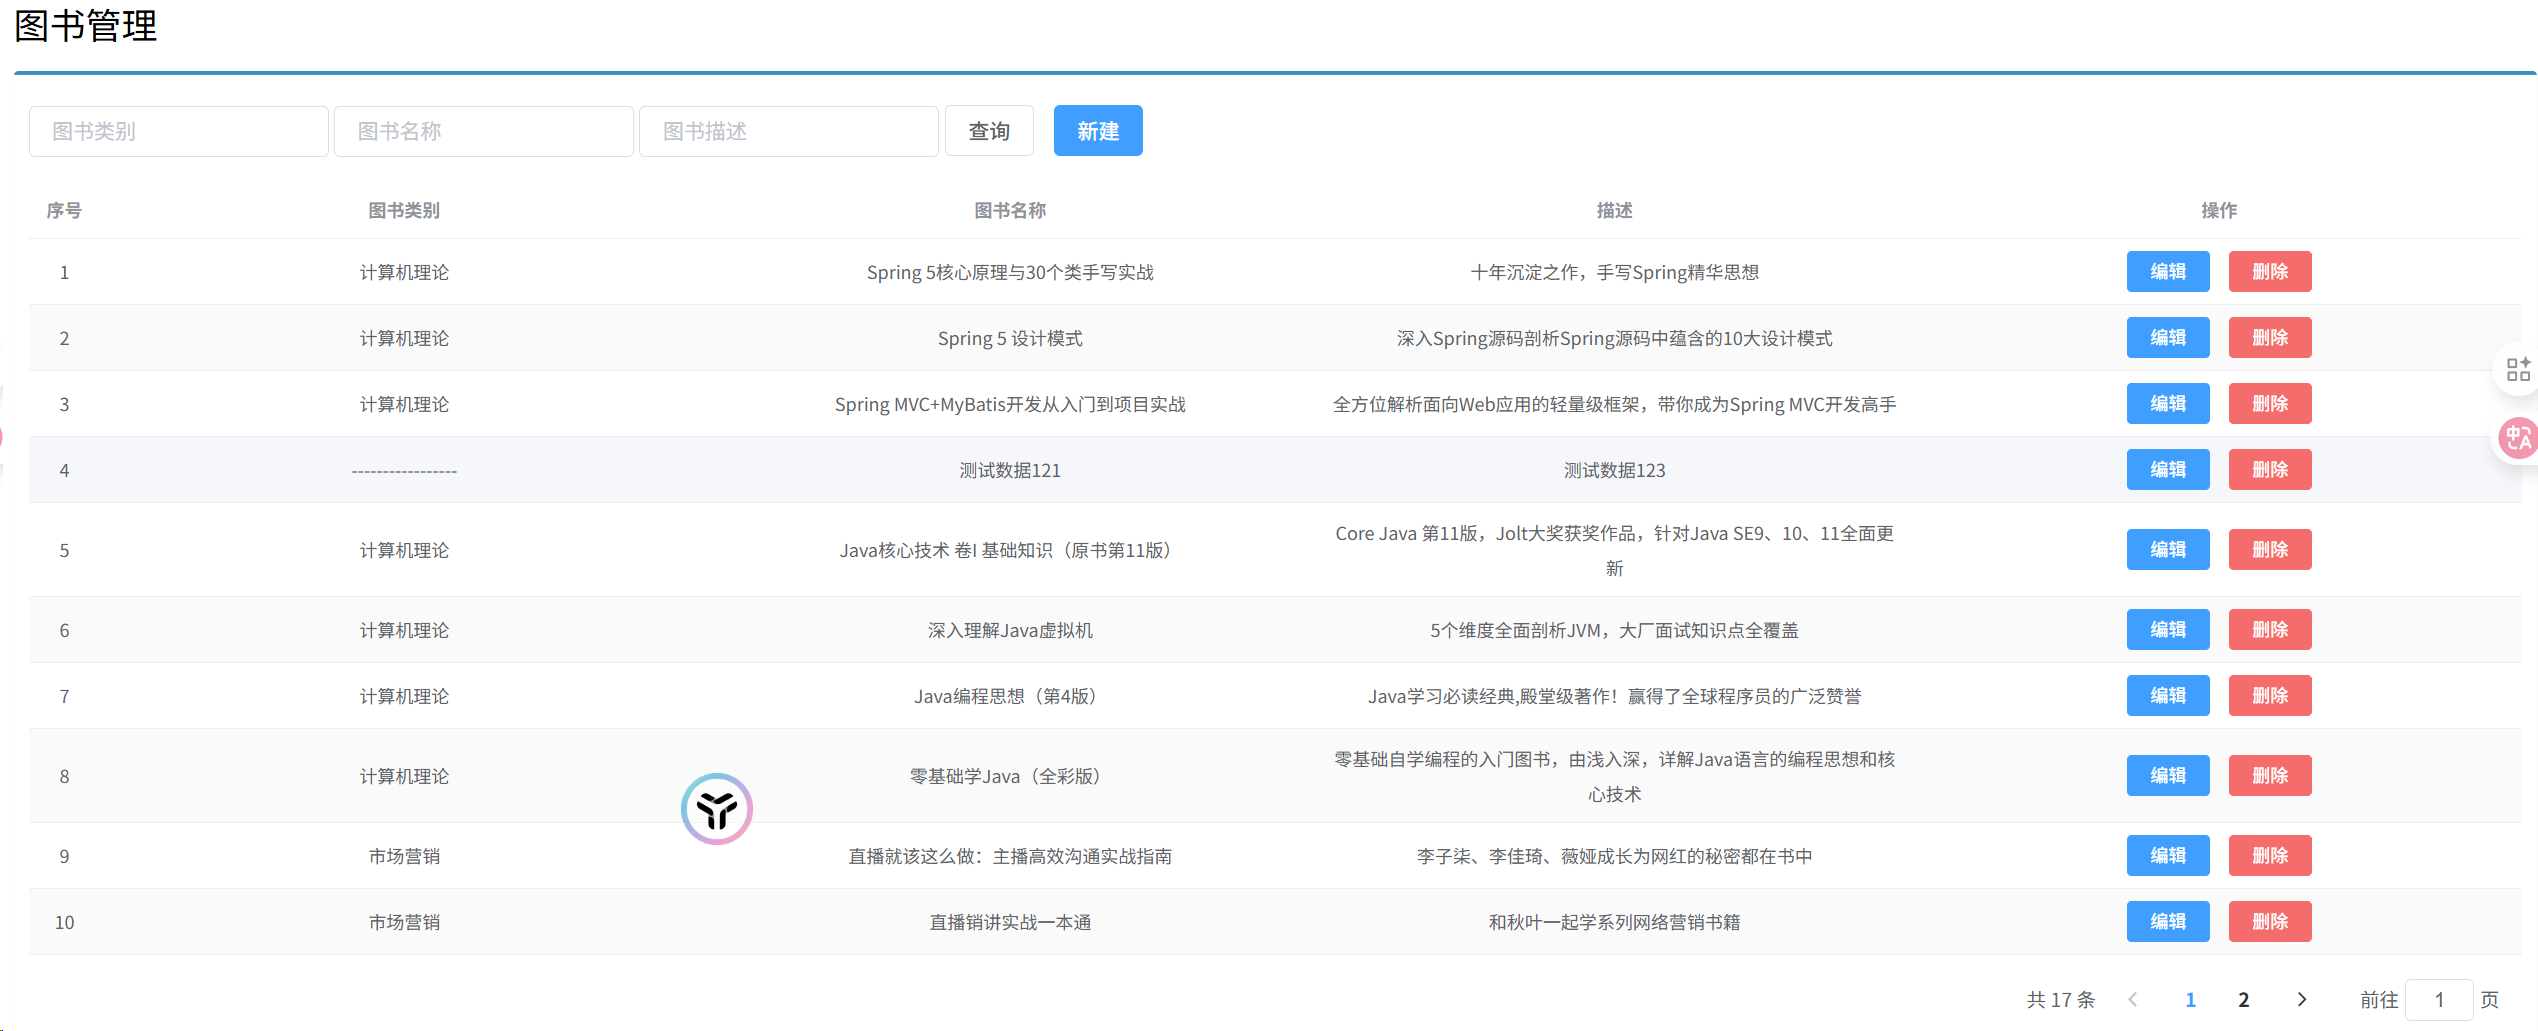 图书管理
图书类别 图书名称 图书描述 查询 新建
序号 图书类别 图书名称 描述 操作
1 计算机理论 Spring 5核心原理与30个类手写实战 十年沉淀之作，手写Spring精华思想 编辑 删除
2 计算机理论 Spring 5 设计模式 深入Spring源码剖析Spring源码中蕴含的10大设计模式 编辑 删除
3 计算机理论 Spring MVC+MyBatis开发从入门到项目实战 全方位解析面向Web应用的轻量级框架，带你成为Spring MVC开发高手 编辑 删除
4 ----------------- 测试数据121 测试数据123 编辑 删除
5 计算机理论 Java核心技术 卷I 基础知识（原书第11版） Core Java 第11版，Jolt大奖获奖作品，针对Java SE9、10、11全面更
新 编辑 删除
6 计算机理论 深入理解Java虚拟机 5个维度全面剖析JVM，大厂面试知识点全覆盖 编辑 删除
7 计算机理论 Java编程思想（第4版） Java学习必读经典,殿堂级著作！赢得了全球程序员的广泛赞誉 编辑 删除
8 计算机理论 零基础学Java（全彩版） 零基础自学编程的入门图书，由浅入深，详解Java语言的编程思想和核
心技术 编辑 删除
9 市场营销 直播就该这么做：主播高效沟通实战指南 李子柒、李佳琦、薇娅成长为网红的秘密都在书中 编辑 删除
10 市场营销 直播销讲实战一本通 和秋叶一起学系列网络营销书籍 编辑 删除
共 17 条 1 2 前往 1 页
中A